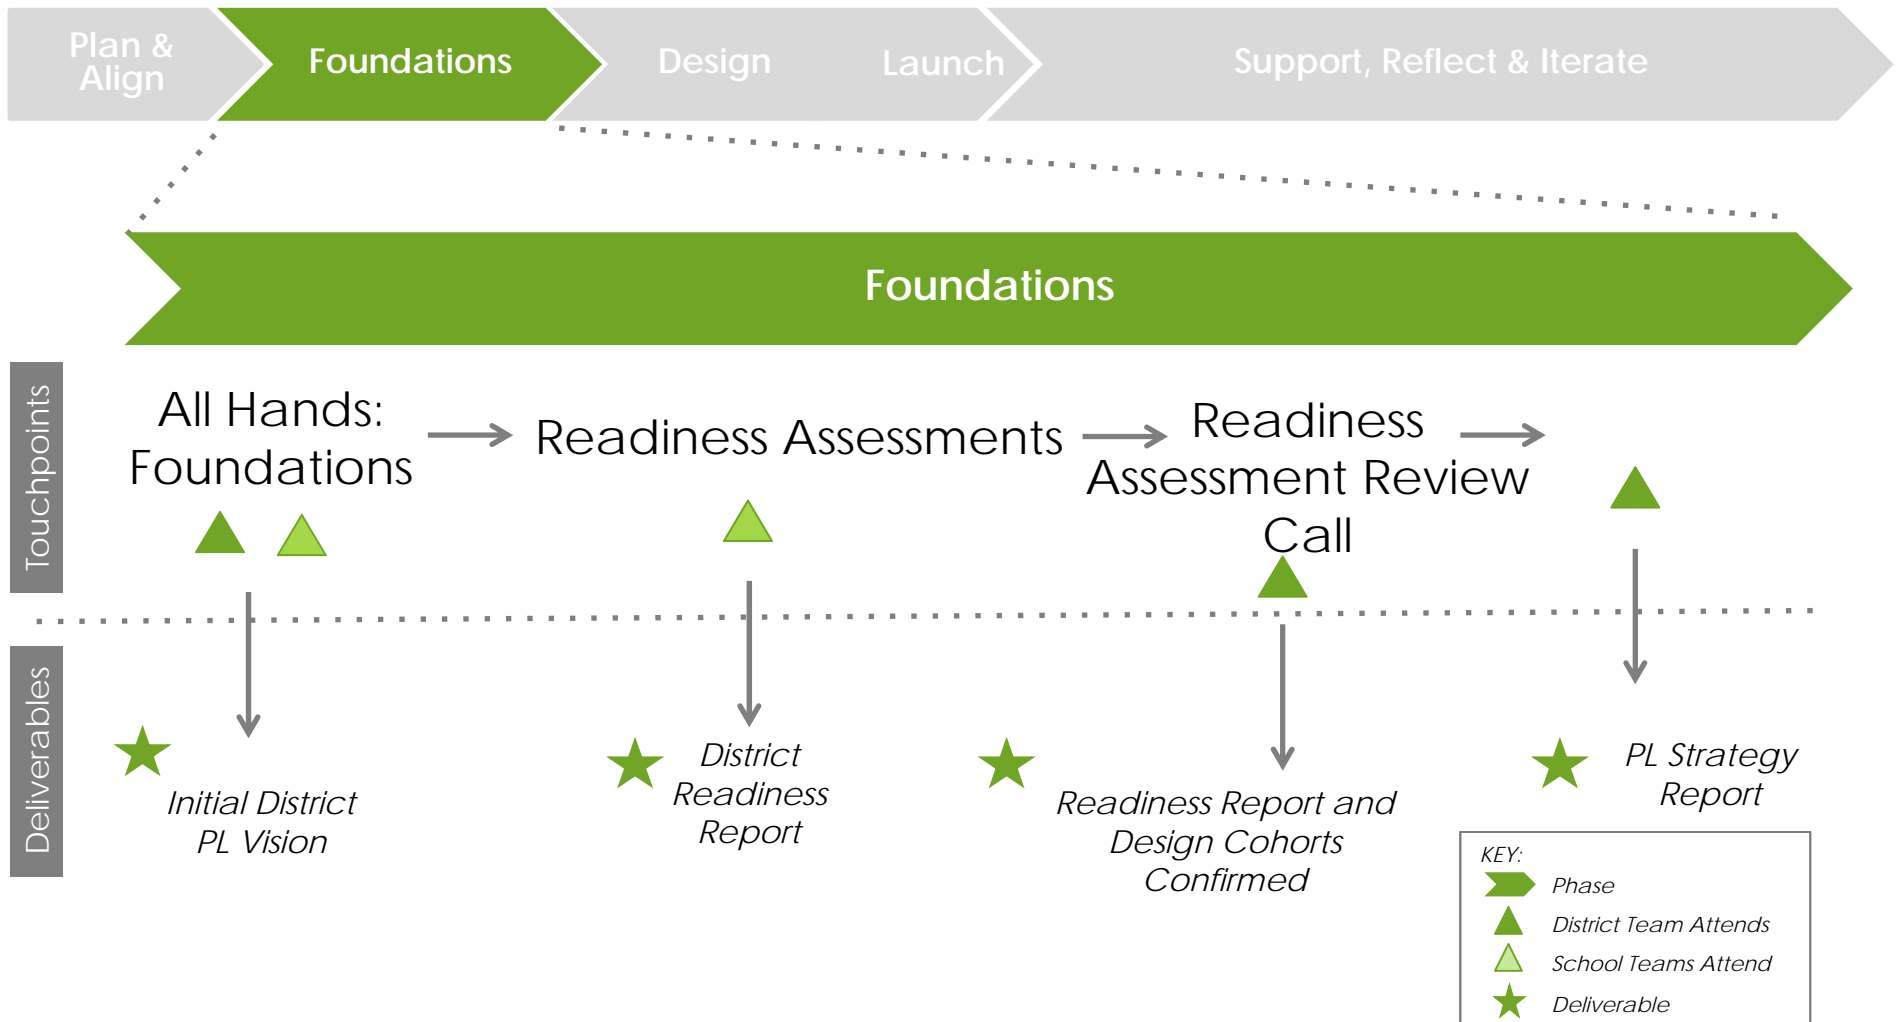 Plan &
Align
Foundations
Design
Launch
Support, Reflect & Iterate
Foundations
Touchpoints
All Hands:
Foundations
Readiness Assessments
Readiness
Assessment Review
Call
Deliverables
Initial District
PL Vision
District
Readiness
Report
Readiness Report and
Design Cohorts
Confirmed
PL Strategy
Report
KEY:
Phase
District Team Attends
School Teams Attend
Deliverable